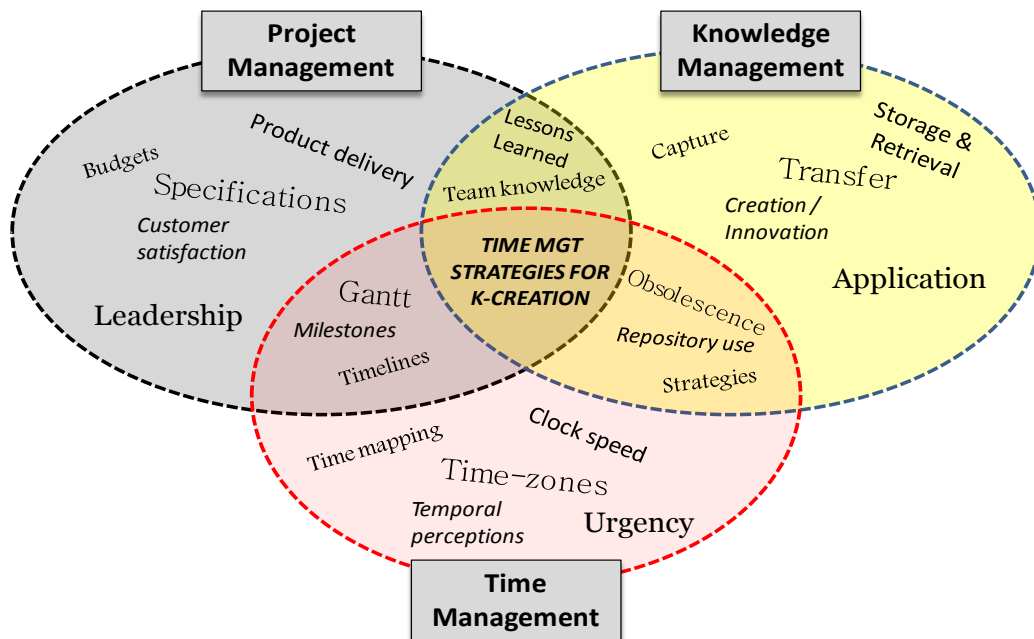 Project
Management
Knowledge
Management
Budgets
Product delivery
Specifications
Customer
satisfaction
Leadership
Lessons
Learned
Team knowledge
Capture
Storage &
Retrieval
Transfer
Creation /
Innovation
Application
TIME MGT
STRATEGIES FOR
K-CREATION
Gantt
Milestones
Timelines
Obsolescence
Repository use
Strategies
Time mapping
Clock speed
Time-zones
Temporal
perceptions
Urgency
Time
Management